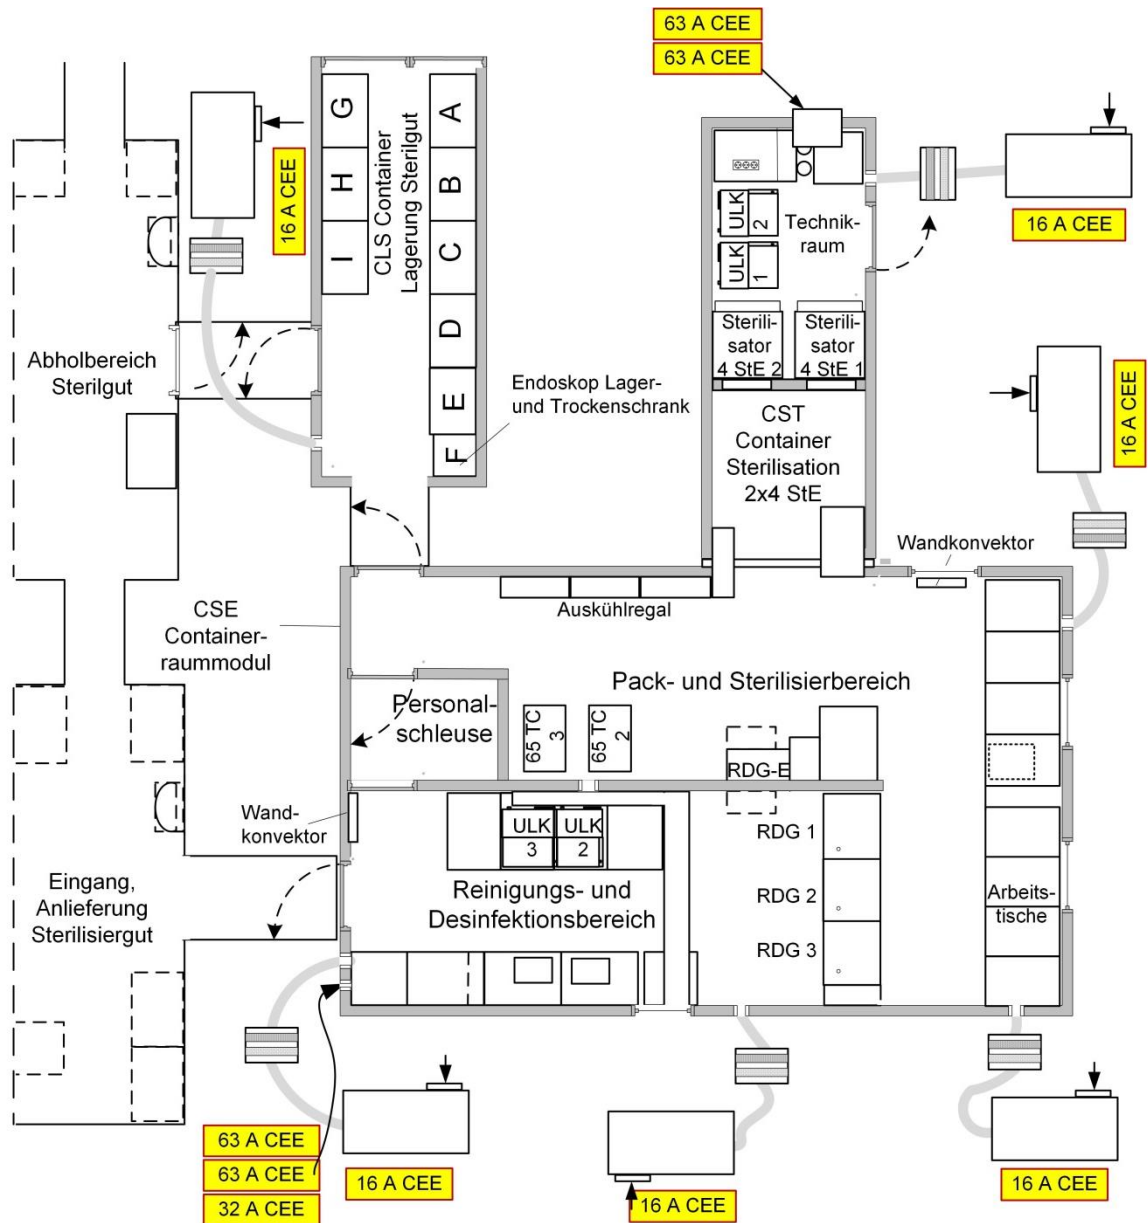 63 A CEE
63 A CEE
16 A CEE
G
H
I
CLS Container
Lagerung Sterilgut
A
B
C
D
E
F
ULK
2
ULK
1
Technik-
raum
16 A CEE
Sterili-
sator
4 StE 2
Sterili-
sator
4 StE 1
Abholbereich
Sterilgut
Endoskop Lager-
und Trockenschrank
16 A CEE
CST
Container
Sterilisation
2x4 StE
Wandkonvektor
CSE
Container-
raummodul
Auskühlregal
Pack- und Sterilisierbereich
Personal-
schleuse
65 TC
3
65 TC
2
RDG-E
Wand-
konvektor
ULK
3
ULK
2
RDG 1
Eingang,
Anlieferung
Sterilisiergut
Reinigungs- und
Desinfektionsbereich
RDG 2
RDG 3
Arbeits-
tische
63 A CEE
63 A CEE
32 A CEE
16 A CEE
16 A CEE
16 A CEE